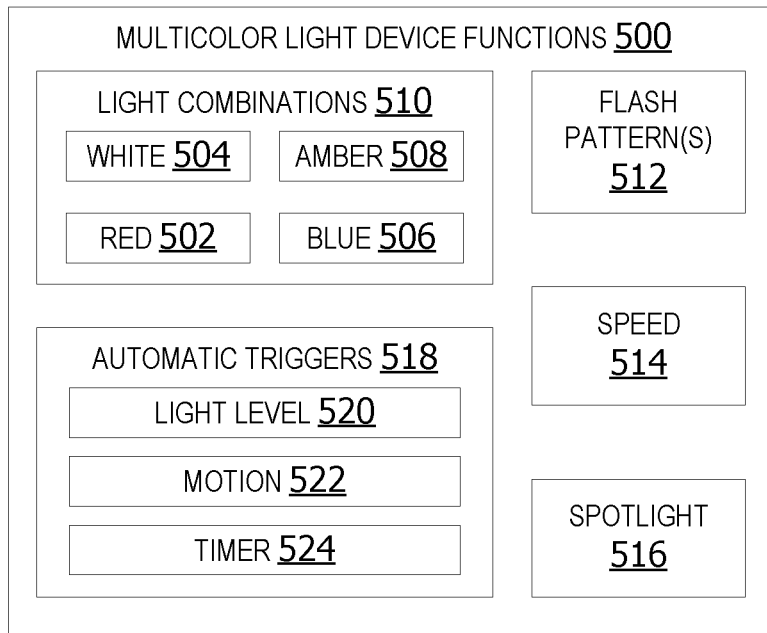 MULTICOLOR LIGHT DEVICE FUNCTIONS 500
LIGHT COMBINATIONS 510
WHITE 504
AMBER 508
RED 502
BLUE 506
FLASH
PATTERN(S)
512
AUTOMATIC TRIGGERS 518
LIGHT LEVEL 520
MOTION 522
TIMER 524
SPEED
514
SPOTLIGHT
516